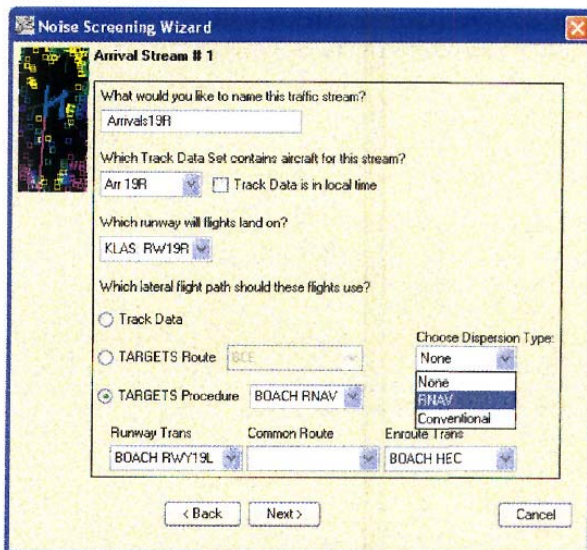 Noise Screening Wizard
Arrival Stream # 1
What would you like to name this traffic stream?
Arrivals19R
Which Track Data Set contains aircraft for this stream?
Arr 19R
Track Data is in local time
Which runway will flights land on?
KLAS RW19R
Which lateral flight path should these flights use?
Track Data
TARGETS Route
BCE
TARGETS Procedure
BOACH RNAV
Choose Dispersion Type:
None
None
RNAV
Conventional
Runway Trans
Common Route
Enroute Trans
BOACH RWY19L
BOACH HEC
< Back
Next >
Cancel